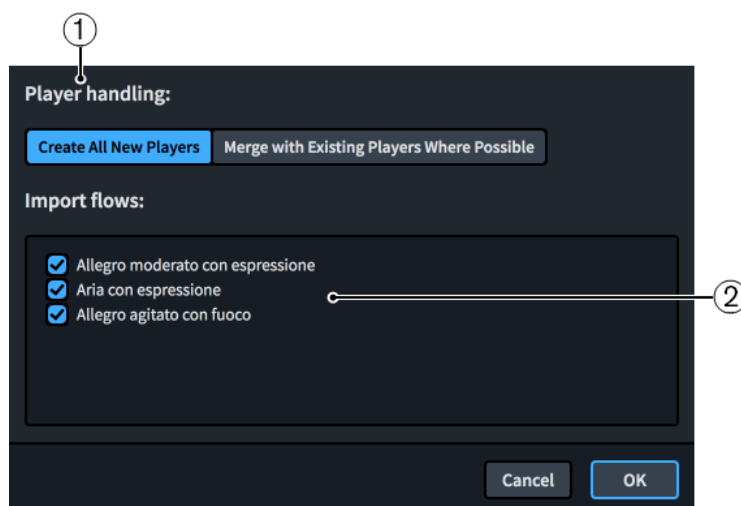 1
Player handling:
Create All New Players Merge with Existing Players Where Possible
Import flows:
Allegro moderato con espressione
Aria con espressione
Allegro agitato con fuoco
2
Cancel OK